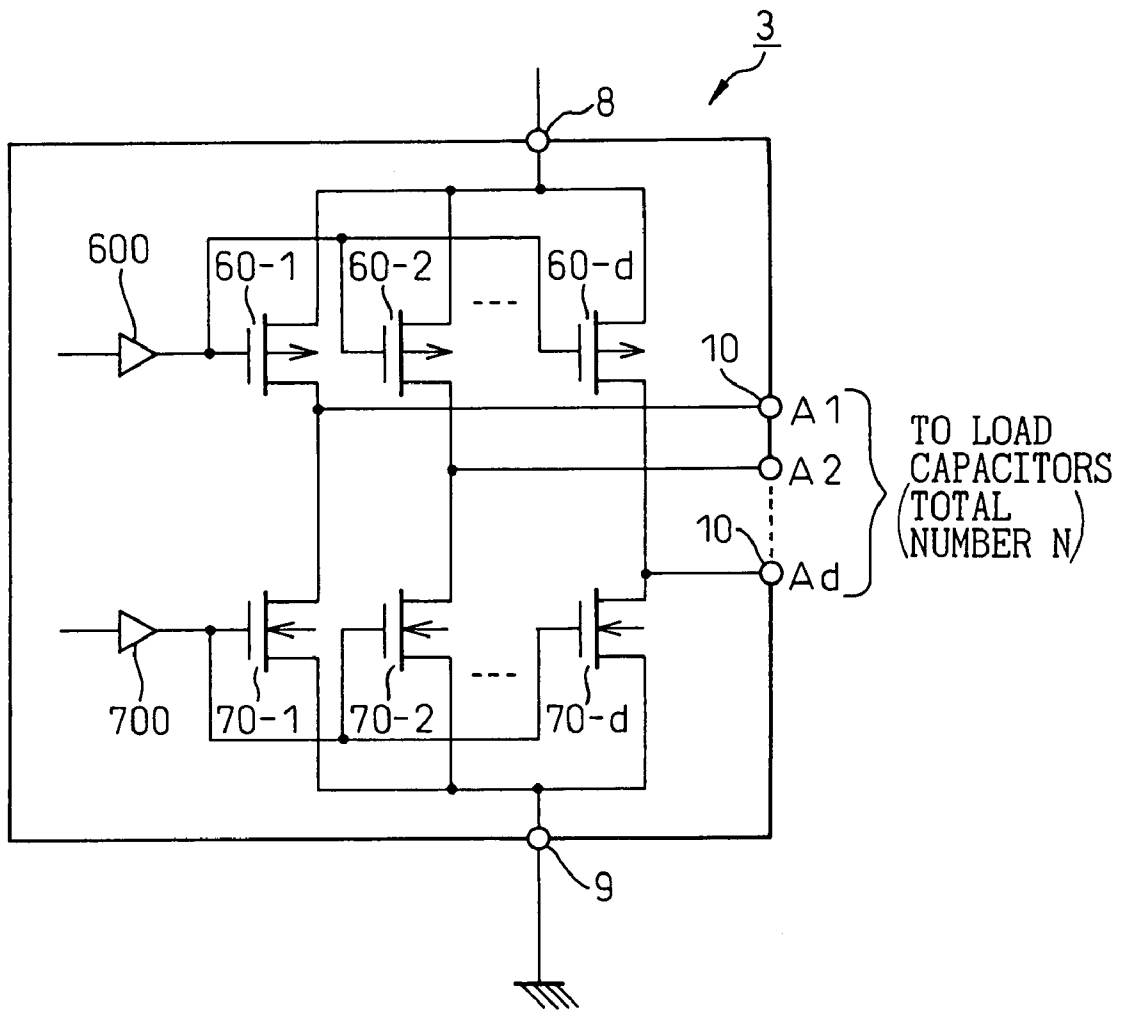 3
8
600
60-1
60-2
60-d
10
A1
A2
10
Ad
TO LOAD
CAPACITORS
(TOTAL
NUMBER N)
700
70-1
70-2
70-d
9